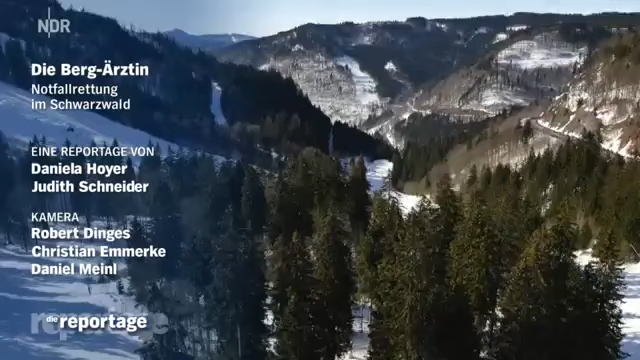 NDR
Die Berg-Ärztin
Notfallrettung
im Schwarzwald
EINE REPORTAGE VON
Daniela Hoyer
Judith Schneider
KAMERA
Robert Dinges
Christian Emmerke
Daniel Meinl
die reportage